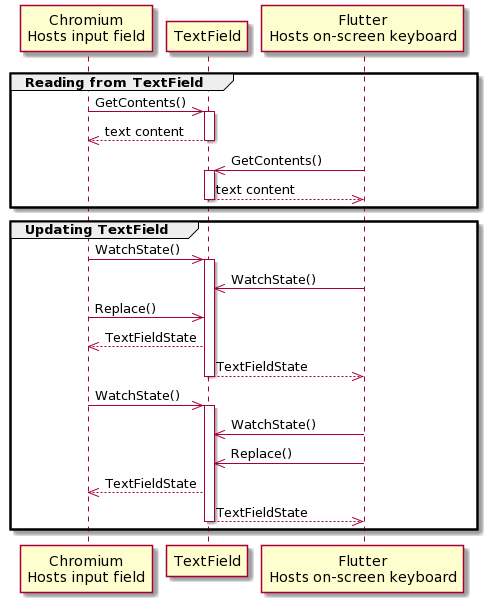 Chromium
Hosts input field
TextField
Flutter
Hosts on-screen keyboard
Reading from TextField
GetContents()
text content
GetContents()
text content
Updating TextField
WatchState()
WatchState()
Replace()
TextFieldState
TextFieldState
WatchState()
WatchState()
Replace()
TextFieldState
TextFieldState
Chromium
Hosts input field
TextField
Flutter
Hosts on-screen keyboard